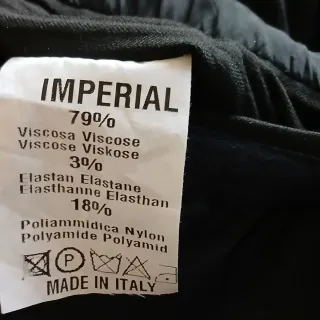 IMPERIAL
79%
Viscosa Viscose
Viscose Viskose
3%
Elastan Elastane
Elasthanne Elasthan
18%
Poliammidica Nylon
Polyamide Polyamid
P
MADE IN ITALY